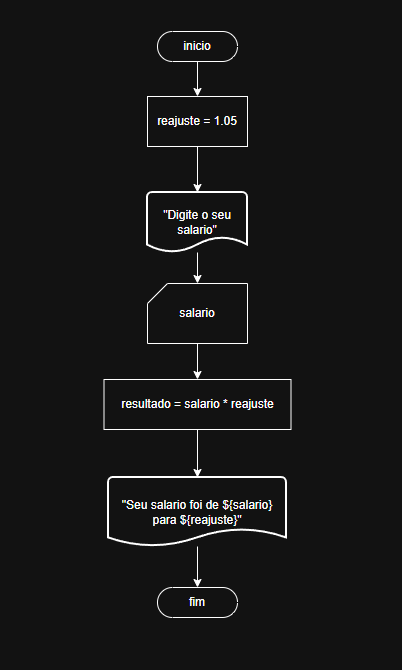 inicio
reajuste = 1.05
"Digite o seu
salario"
salario
resultado = salario * reajuste
"Seu salario foi de ${salario}
para ${reajuste}"
fim